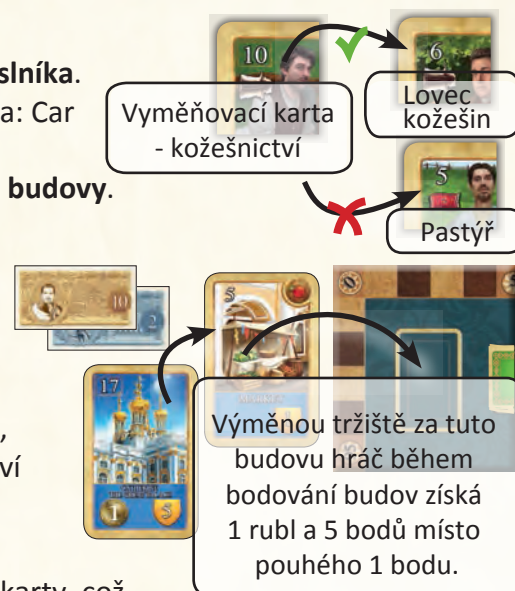 10
6
slníka.
a: Car
Vyměňovací karta
- kožešnictví
Lovec
kožešin
budovy.
5
Pastýř
10
2
5
17
1
5
Výměnou tržiště za tuto
budovu hráč během
bodování budov získá
1 rubl a 5 bodů místo
pouhého 1 bodu.
,
ví
karty, což